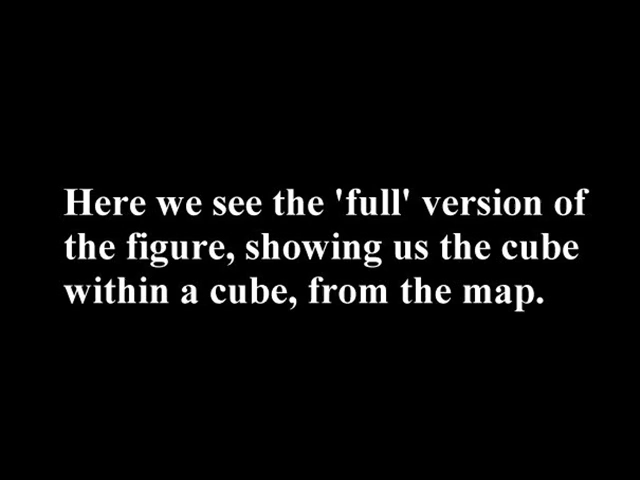 Here we see the 'full' version of
the figure, showing us the cube
within a cube, from the map.